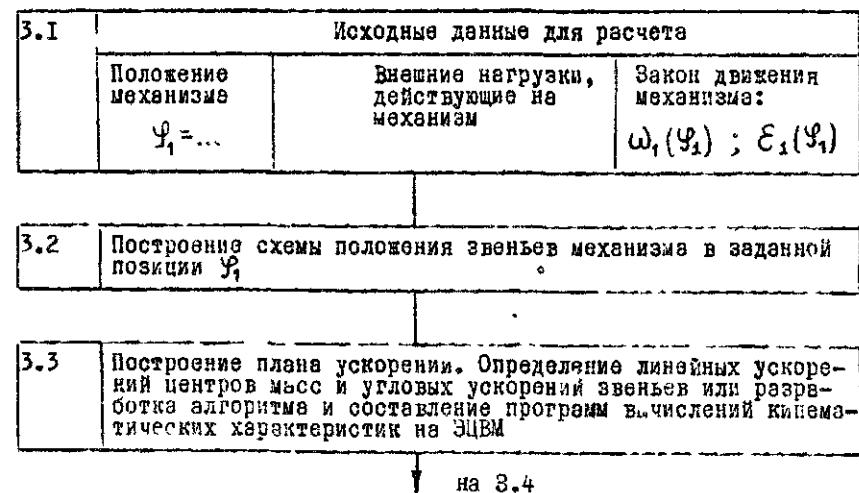 3.I Исходные данные для расчета
Положение механизма φ₁=...
Внешние нагрузки, действующие на механизм
Закон движения механизма: ω₁(φ₁) ; ε₁(φ₁)
3.2 Построение схемы положения звеньев механизма в заданной
позиции φ₁
3.3 Построение плана ускорении. Определение линейных ускоре-
ний центров масс и угловых ускорений звеньев или разра-
ботка алгоритма и составление программ вычислений кинема-
тических характеристик на ЭЦВМ
на 3.4